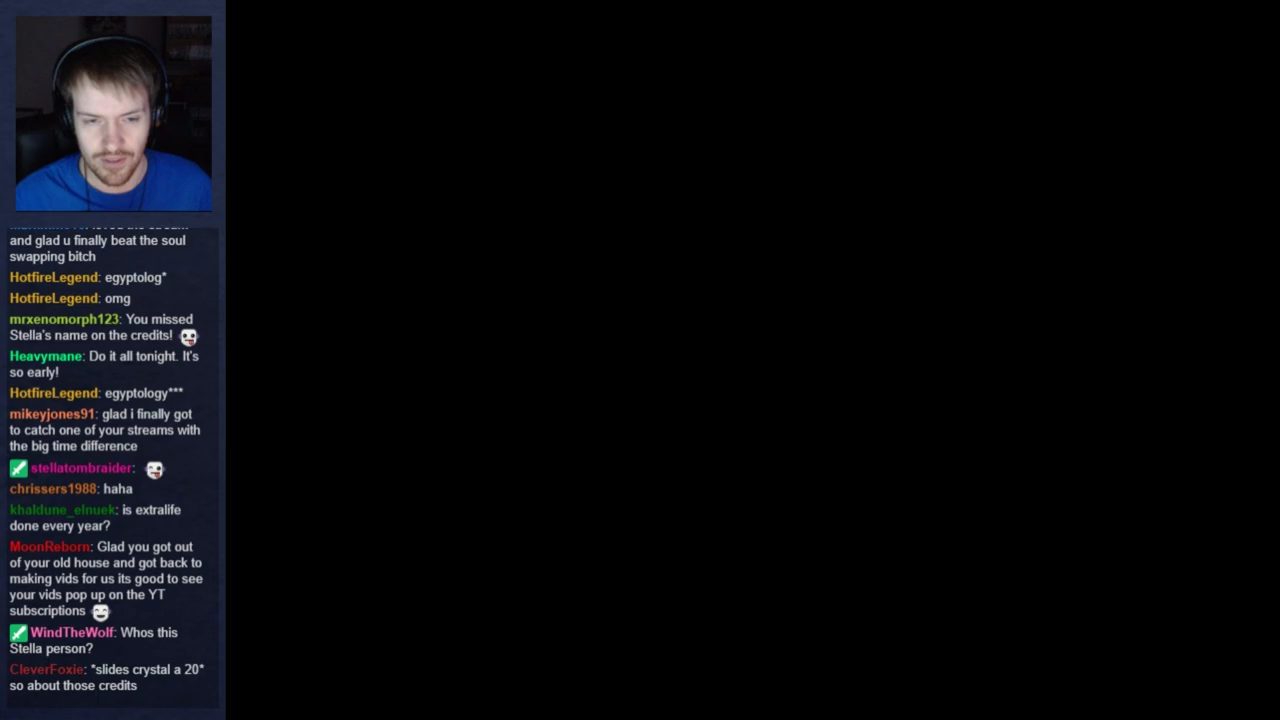 and glad u finally beat the soul
swapping bitch
HotfireLegend: egyptolog*
HotfireLegend: omg
mrxenomorph123: You missed
Stella's name on the credits!
Heavymane: Do it all tonight. It's
so early!
HotfireLegend: egyptology***
mikeyjones91: glad i finally got
to catch one of your streams with
the big time difference
stellatombraider:
chrissers1988: haha
khaldune_elnuek: is extralife
done every year?
MoonReborn: Glad you got out
of your old house and got back to
making vids for us its good to see
your vids pop up on the YT
subscriptions
WindTheWolf: Whos this
Stella person?
CleverFoxie: *slides crystal a 20*
so about those credits